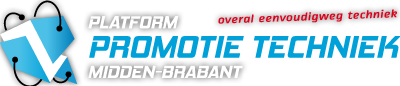 overal eenvoudigweg techniek
PLATFORM
PROMOTIE TECHNIEK
MIDDEN-BRABANT